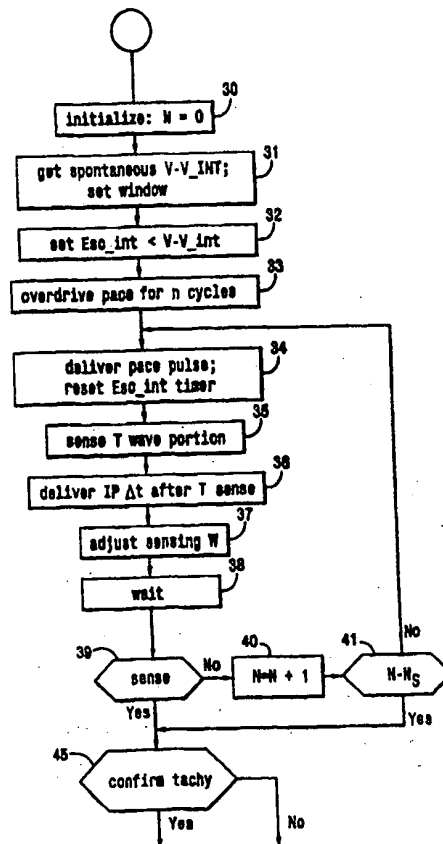 30
initialize: N = 0
31
get spontaneous V-V_INT;
set window
32
set Esc_int < V-V_int
33
overdrive pace for n cycles
34
deliver pace pulse;
reset Esc_int timer
35
sense T wave portion
36
deliver IP Δt after T sense
37
adjust sensing W
38
wait
39
sense
No
40
N=N + 1
41
N-NS
No
Yes
Yes
45
confirm tachy
Yes
No